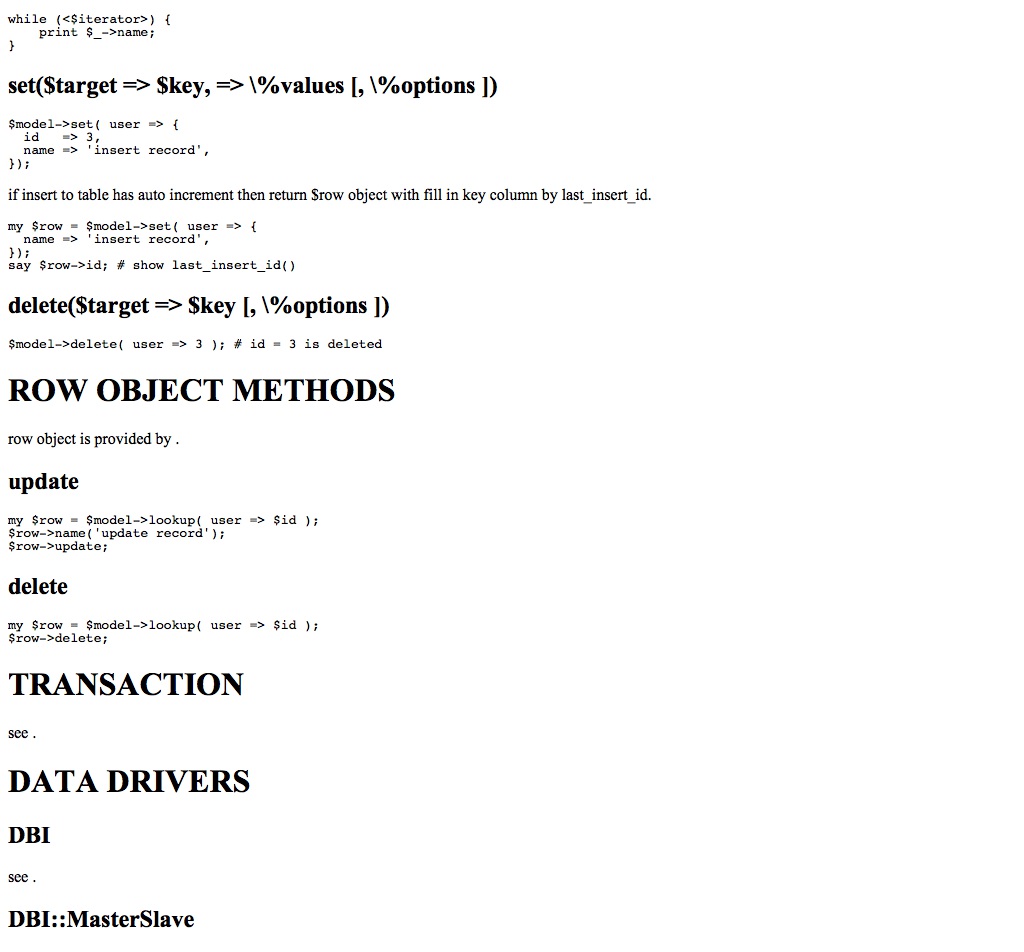 while (<$iterator>) {
    print $_->name;
}
set($target => $key, => \%values [, \%options ])
$model->set( user => {
  id   => 3,
  name => 'insert record',
});
if insert to table has auto increment then return $row object with fill in key column by last_insert_id.
my $row = $model->set( user => {
  name => 'insert record',
});
say $row->id; # show last_insert_id()
delete($target => $key [, \%options ])
$model->delete( user => 3 ); # id = 3 is deleted
ROW OBJECT METHODS
row object is provided by .
update
my $row = $model->lookup( user => $id );
$row->name('update record');
$row->update;
delete
my $row = $model->lookup( user => $id );
$row->delete;
TRANSACTION
see .
DATA DRIVERS
DBI
see .
DBI::MasterSlave